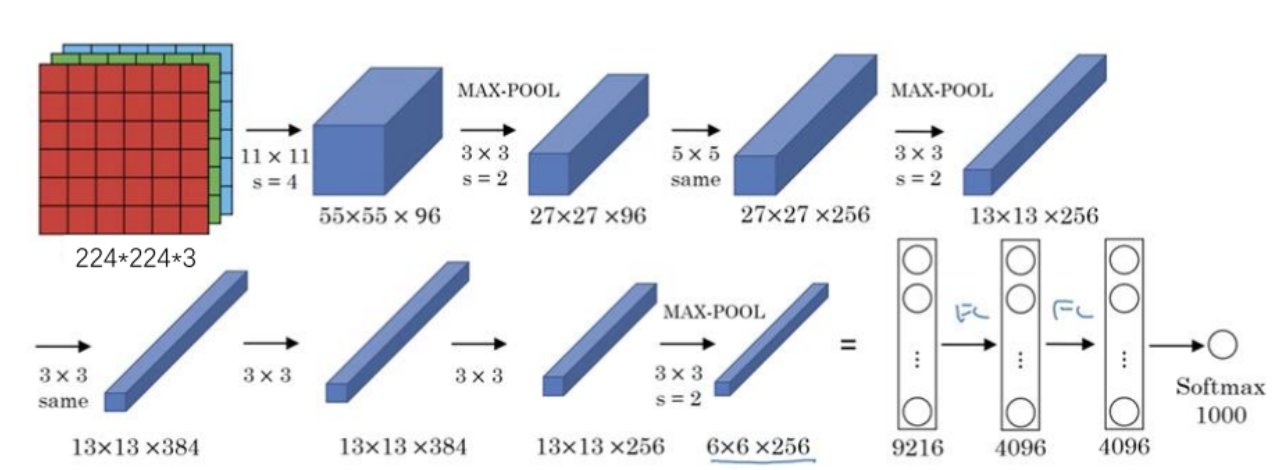 MAX-POOL
MAX-POOL
11 × 11
s = 4
3 × 3
s = 2
5 × 5
same
3 × 3
s = 2
55×55 × 96
27×27 ×96
27×27 ×256
13×13 ×256
224*224*3
MAX-POOL
FC
FC
=
3 × 3
same
3 × 3
3 × 3
3 × 3
s = 2
Softmax
1000
13×13 ×384
13×13 ×384
13×13 ×256
6×6 ×256
9216
4096
4096